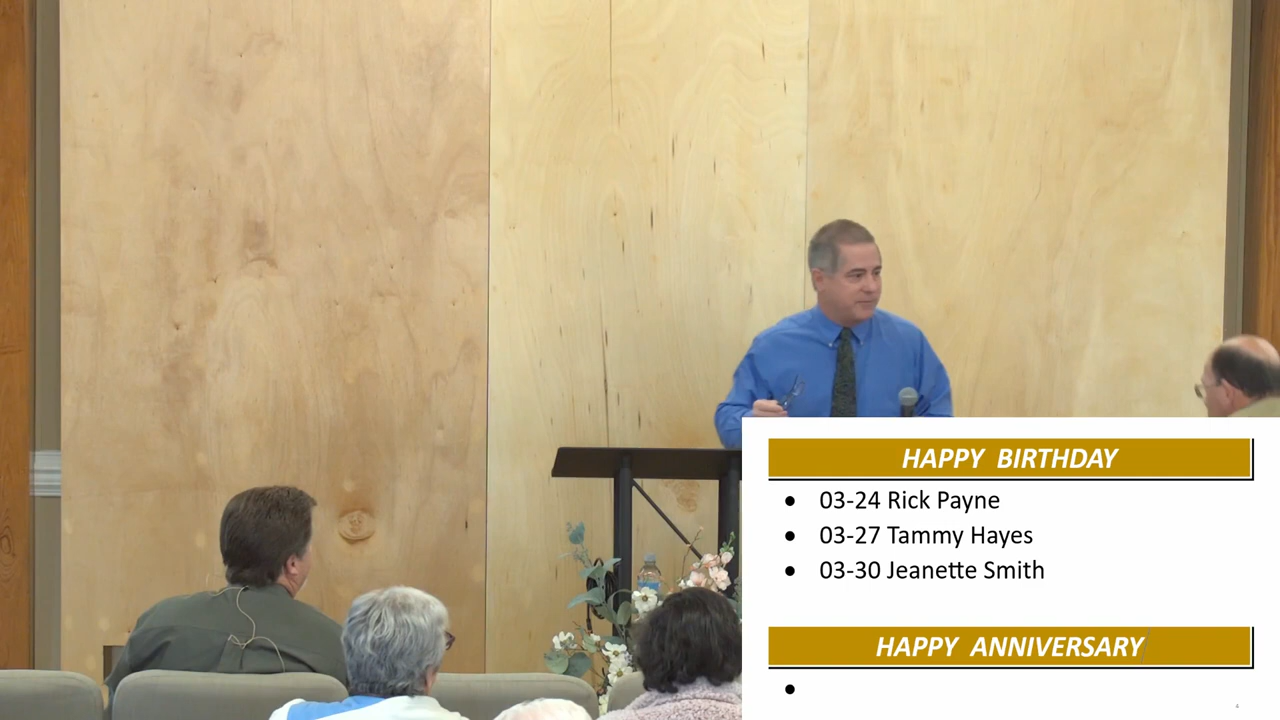 HAPPY BIRTHDAY
• 03-24 Rick Payne
• 03-27 Tammy Hayes
• 03-30 Jeanette Smith
HAPPY ANNIVERSARY
•